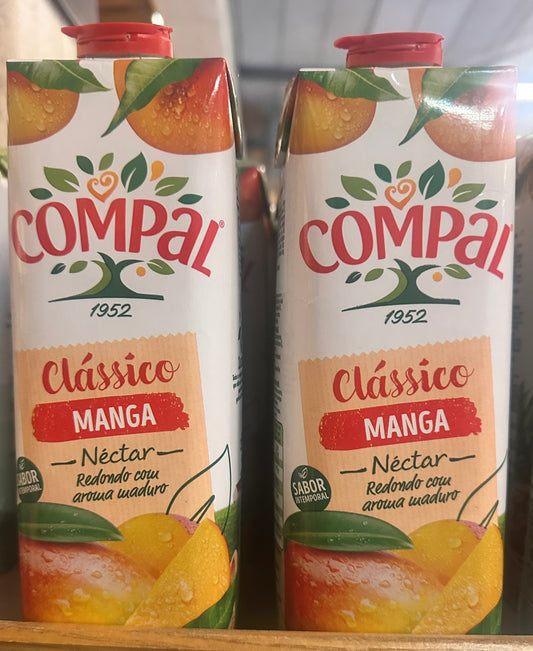 COMPAL
1952
Clássico
MANGA
Néctar
Redondo com
aroma maduro
SABOR
INTEMPORAL
COMPAL
1952
Clássico
MANGA
Néctar
Redondo com
aroma maduro
SABOR
INTEMPORAL